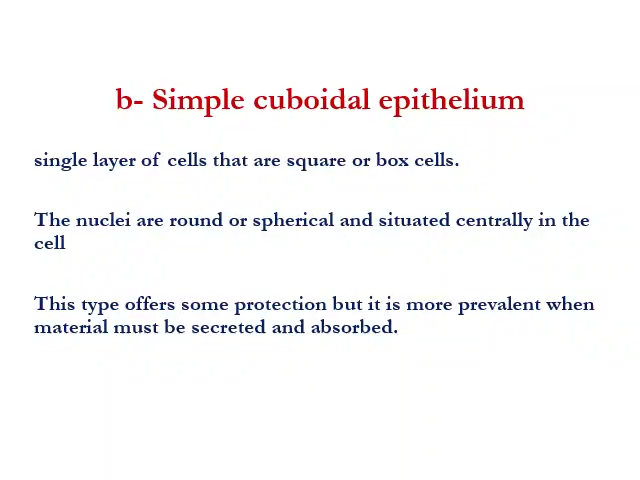 b- Simple cuboidal epithelium
single layer of cells that are square or box cells.
The nuclei are round or spherical and situated centrally in the
cell
This type offers some protection but it is more prevalent when
material must be secreted and absorbed.